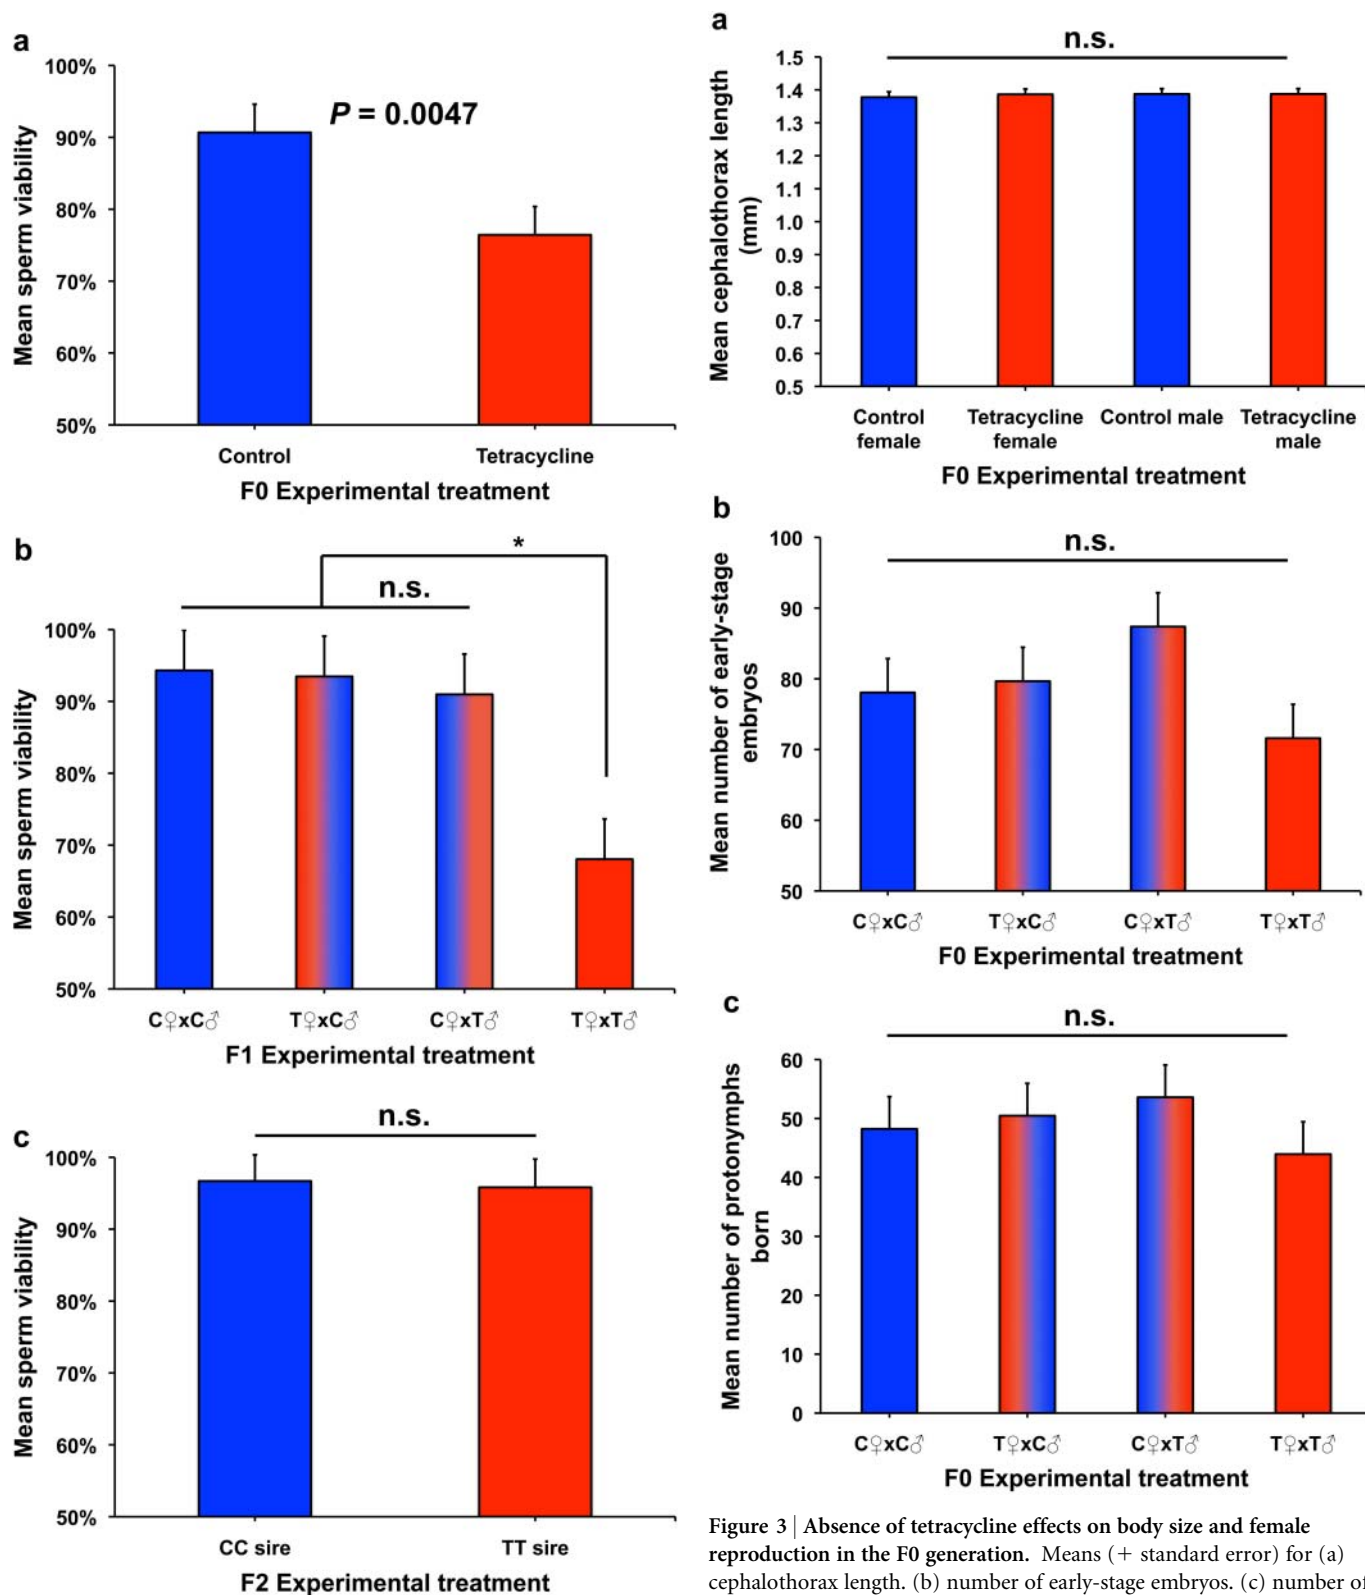 a
100%
90%
80%
70%
60%
50%
Mean sperm viability
P = 0.0047
Control
Tetracycline
F0 Experimental treatment
b
*
n.s.
100%
90%
80%
70%
60%
50%
Mean sperm viability
C♀xC♂
T♀xC♂
C♀xT♂
T♀xT♂
F1 Experimental treatment
c
n.s.
100%
90%
80%
70%
60%
50%
Mean sperm viability
CC sire
TT sire
F2 Experimental treatment
a
n.s.
1.5
1.4
1.3
1.2
1.1
1.0
0.9
0.8
0.7
0.6
0.5
Mean cephalothorax length
(mm)
Control
female
Tetracycline
female
Control male
Tetracycline
male
F0 Experimental treatment
b
n.s.
100
90
80
70
60
50
Mean number of early-stage
embryos
C♀xC♂
T♀xC♂
C♀xT♂
T♀xT♂
F0 Experimental treatment
c
n.s.
60
50
40
30
20
10
0
Mean number of protonymphs
born
C♀xC♂
T♀xC♂
C♀xT♂
T♀xT♂
F0 Experimental treatment
Figure 3 | Absence of tetracycline effects on body size and female
reproduction in the F0 generation. Means (+ standard error) for (a)
cephalothorax length. (b) number of early-stage embryos. (c) number of